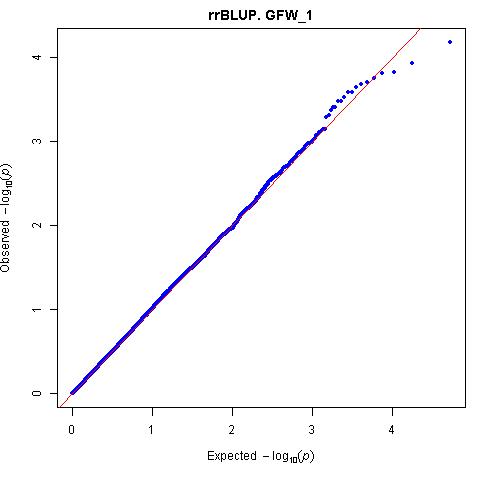 rrBLUP. GFW_1
4
3
2
1
0
Observed −log₁₀(p)
0 1 2 3 4
Expected −log₁₀(p)